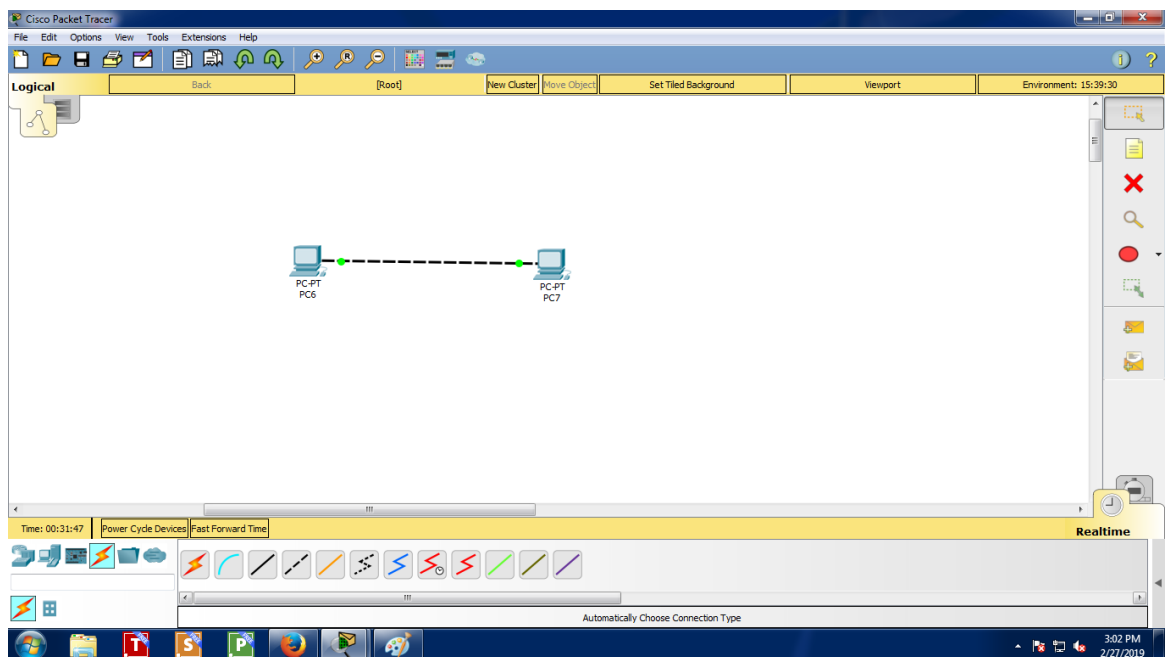 Cisco Packet Tracer
File Edit Options View Tools Extensions Help
Logical Back [Root] New Cluster Move Object Set Tiled Background Viewport Environment: 15:39:30
PC-PT
PC6
PC-PT
PC7
Time: 00:31:47 Power Cycle Devices Fast Forward Time Realtime
Automatically Choose Connection Type
T S P
3:02 PM
2/27/2019